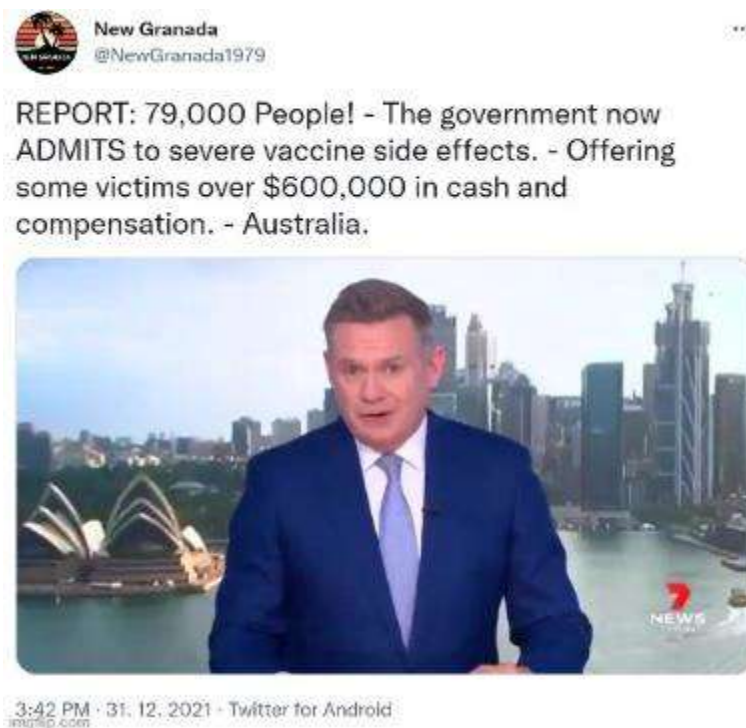 New Granada
@NewGranada1979
REPORT: 79,000 People! - The government now
ADMITS to severe vaccine side effects. - Offering
some victims over $600,000 in cash and
compensation. - Australia.
7
NEWS
3:42 PM · 31. 12. 2021 · Twitter for Android
imgflip.com